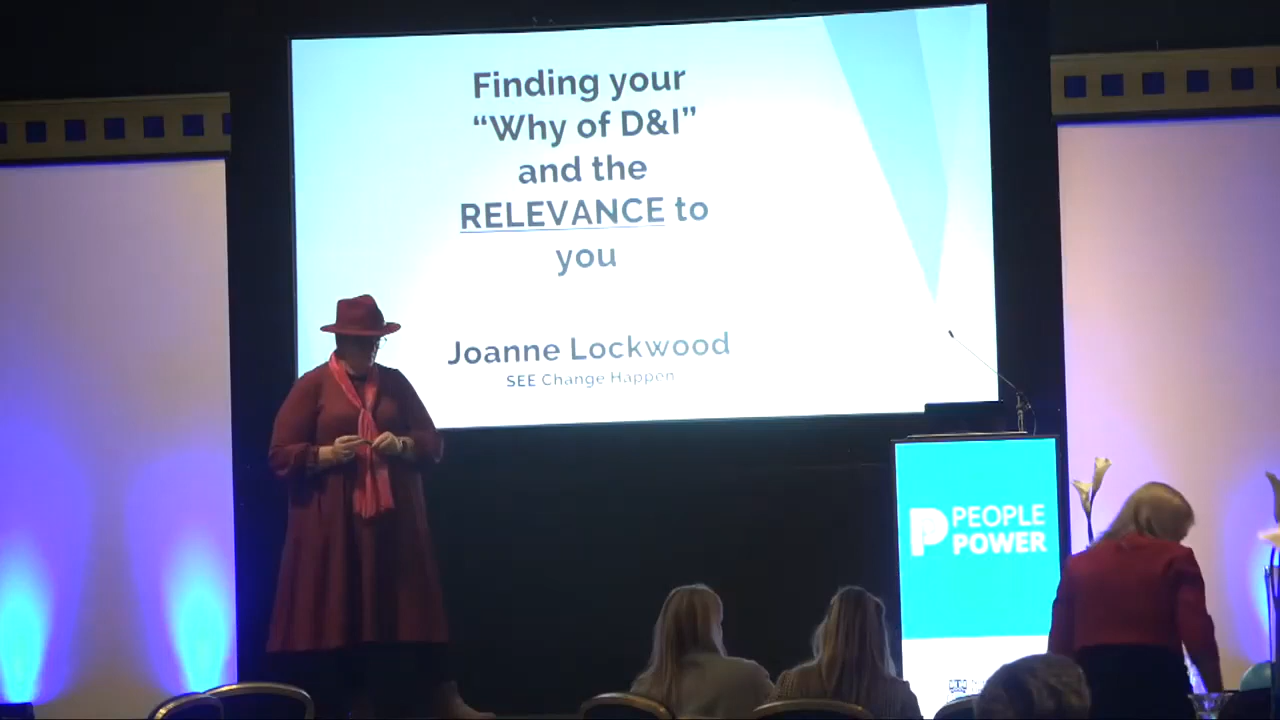 Finding your
“Why of D&I”
and the
RELEVANCE to
you
Joanne Lockwood
SEE Change Happen
PEOPLE
POWER